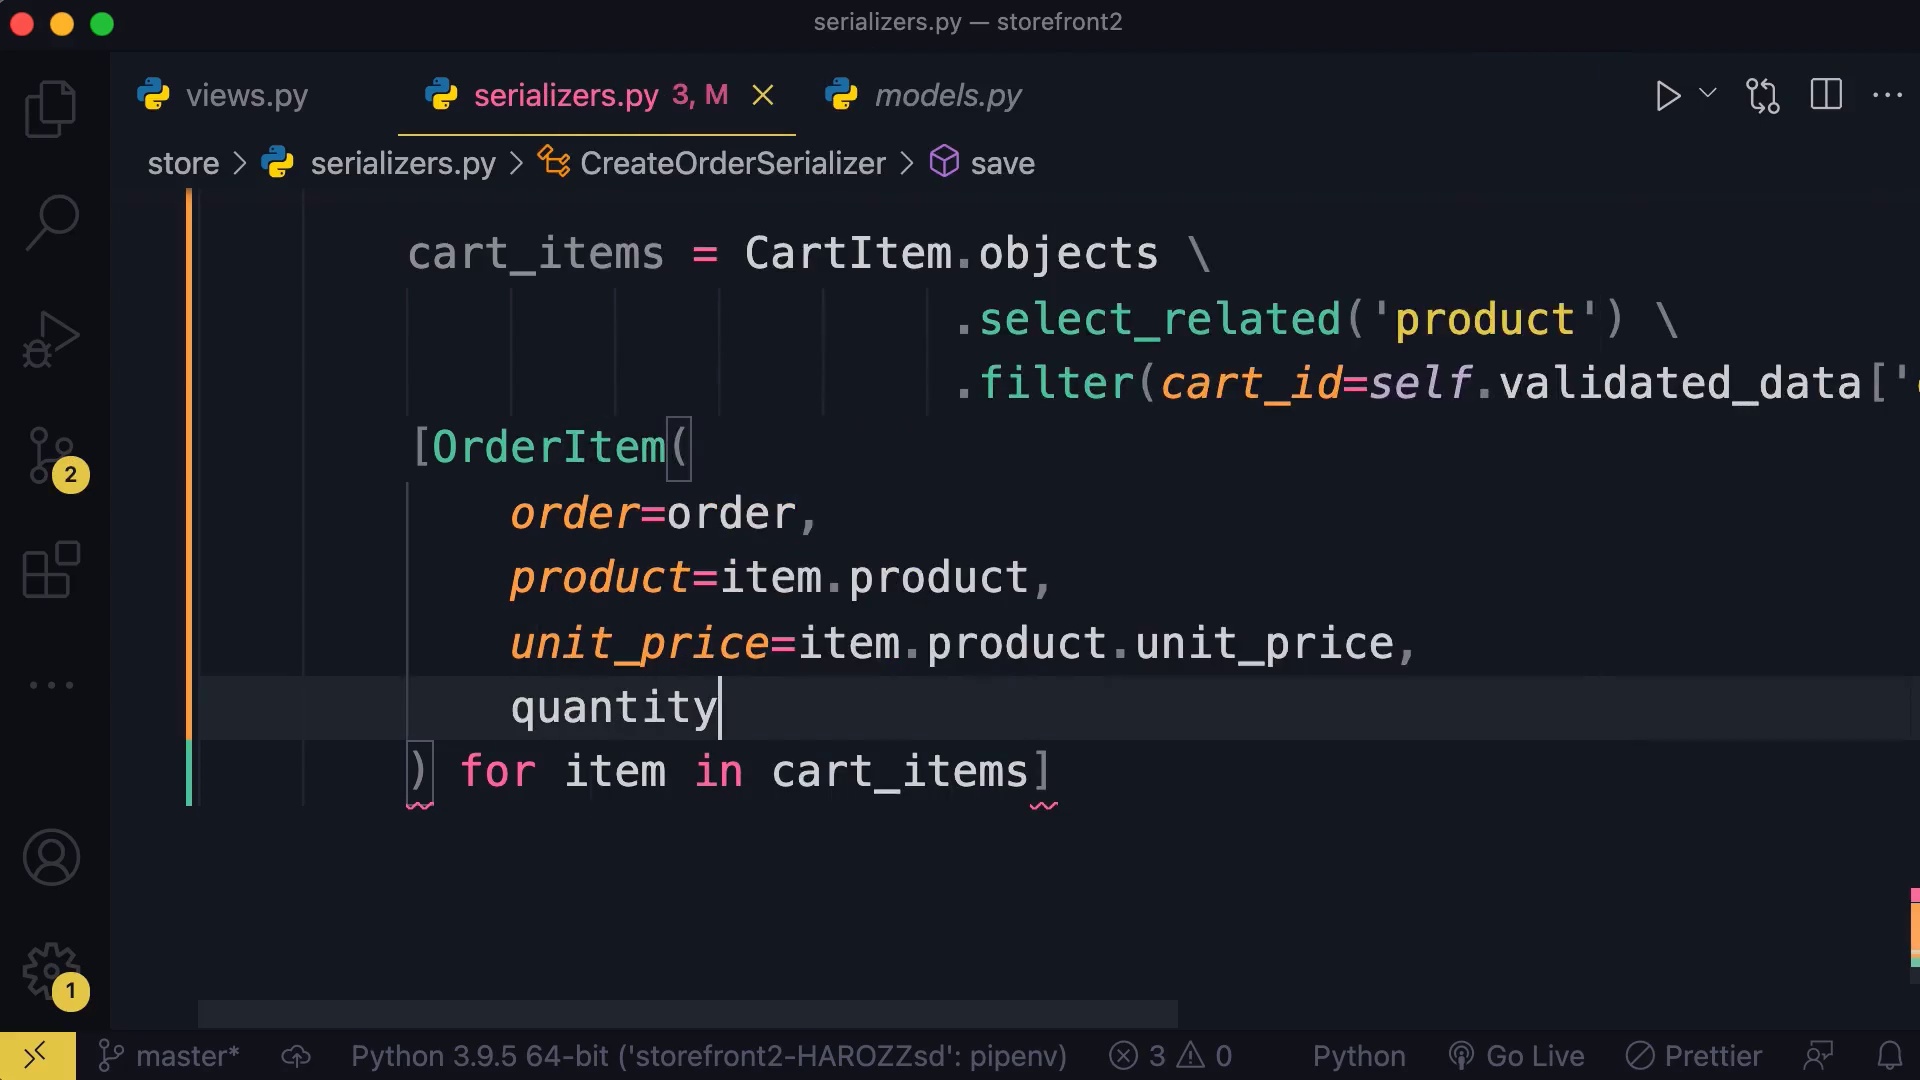 serializers.py — storefront2
views.py
serializers.py 3, M
models.py
store > serializers.py > CreateOrderSerializer > save
cart_items = CartItem.objects \
.select_related('product') \
.filter(cart_id=self.validated_data['
[OrderItem(
order=order,
product=item.product,
unit_price=item.product.unit_price,
quantity
) for item in cart_items]
2
1
master* Python 3.9.5 64-bit ('storefront2-HAROZZsd': pipenv) 3 0 Python Go Live Prettier